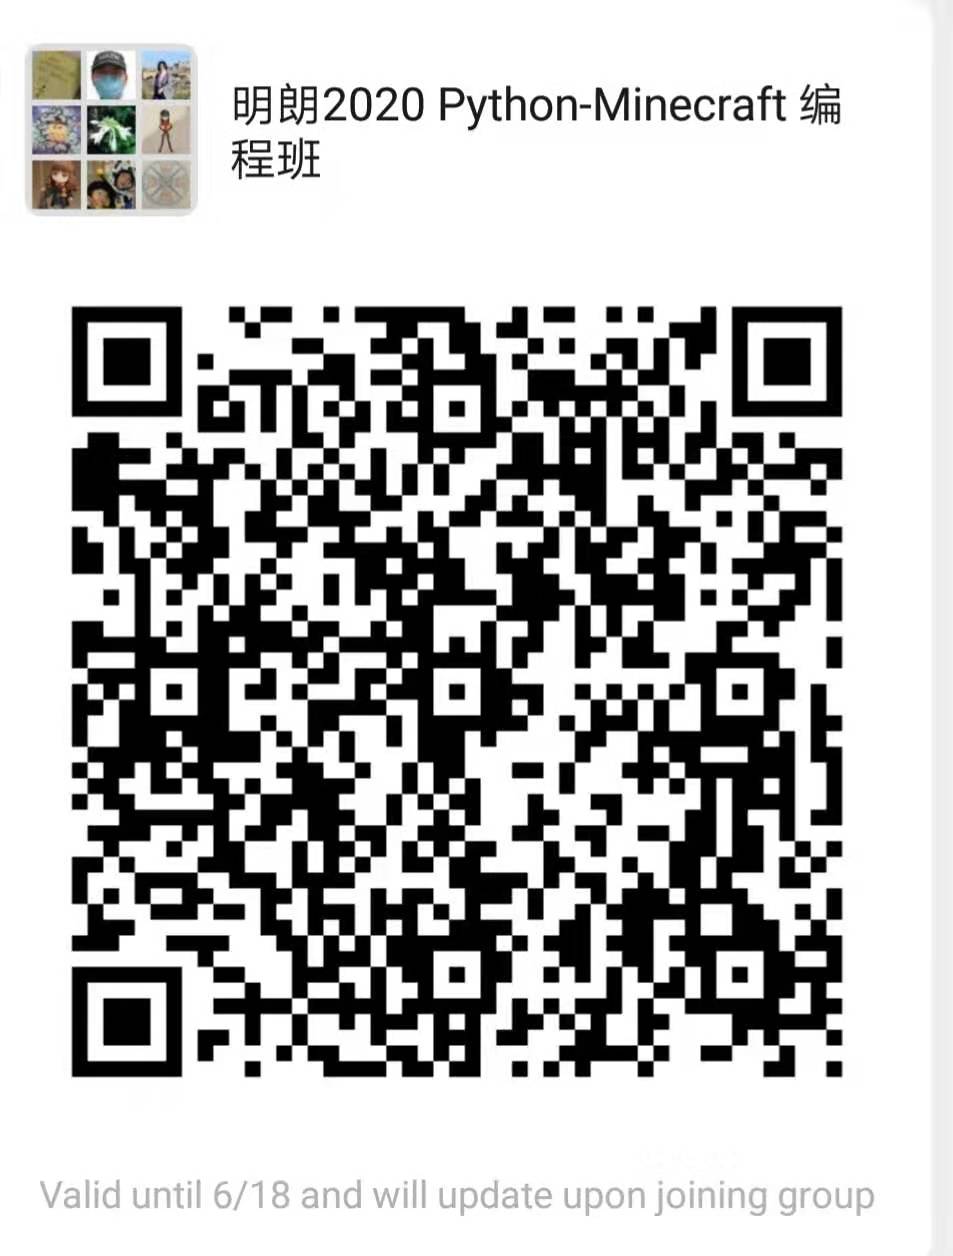 明朗2020 Python-Minecraft 编
程班
Valid until 6/18 and will update upon joining group